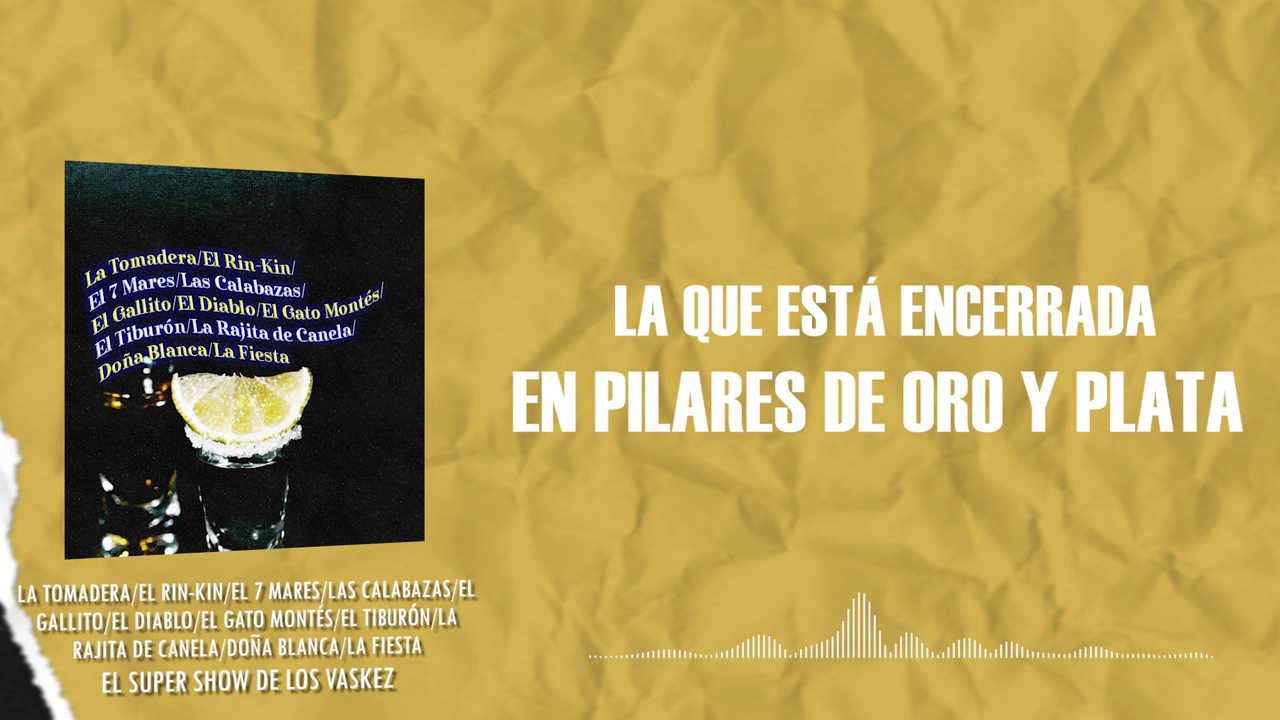 La Tomadera/El Rin-Kin/
El 7 Mares/Las Calabazas/
El Gallito/El Diablo/El Gato Montés/
El Tiburón/La Rajita de Canela/
Doña Blanca/La Fiesta
LA TOMADERA/EL RIN-KIN/EL 7 MARES/LAS CALABAZAS/EL
GALLITO/EL DIABLO/EL GATO MONTÉS/EL TIBURÓN/LA
RAJITA DE CANELA/DOÑA BLANCA/LA FIESTA
EL SUPER SHOW DE LOS VASKEZ
LA QUE ESTÁ ENCERRADA
EN PILARES DE ORO Y PLATA